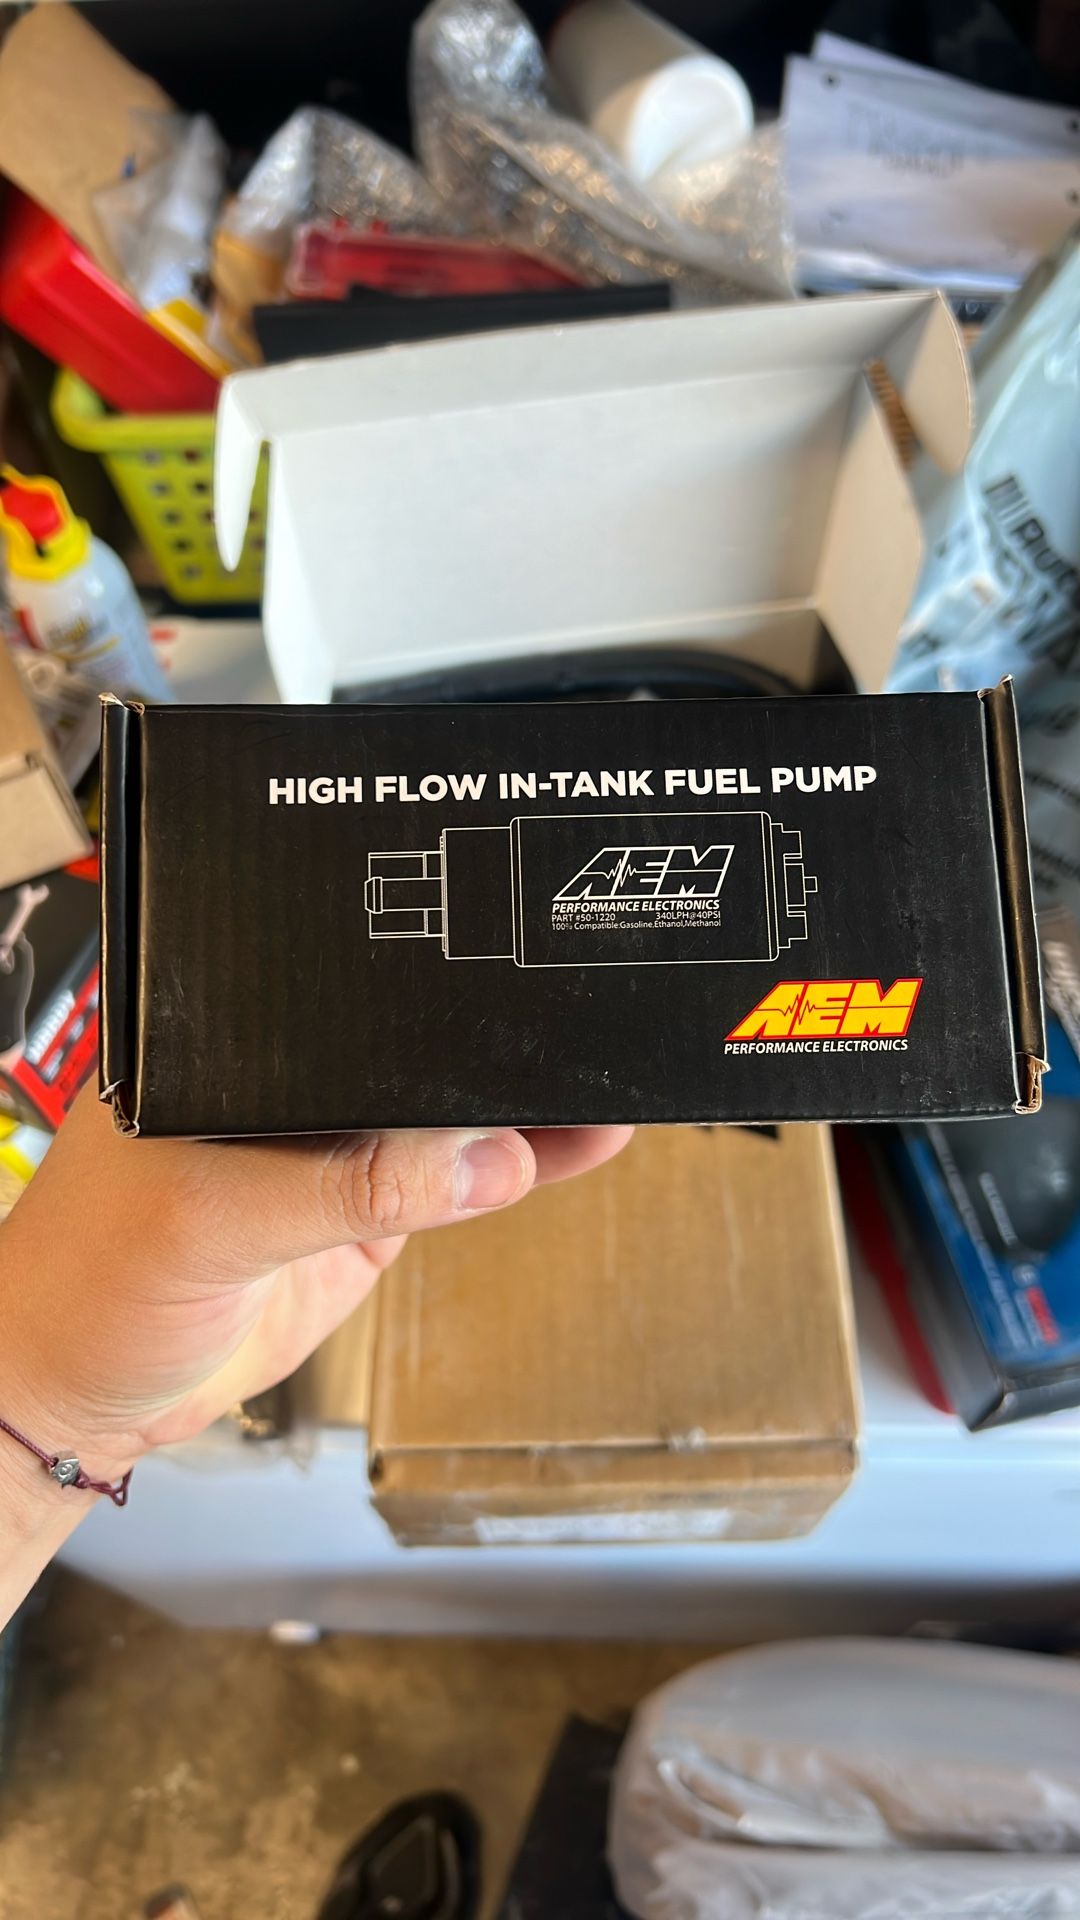 HIGH FLOW IN-TANK FUEL PUMP
AEM
PERFORMANCE ELECTRONICS
PART #50-1220 340LPH@40PSI
100% Compatible:Gasoline,Ethanol,Methanol
AEM
PERFORMANCE ELECTRONICS